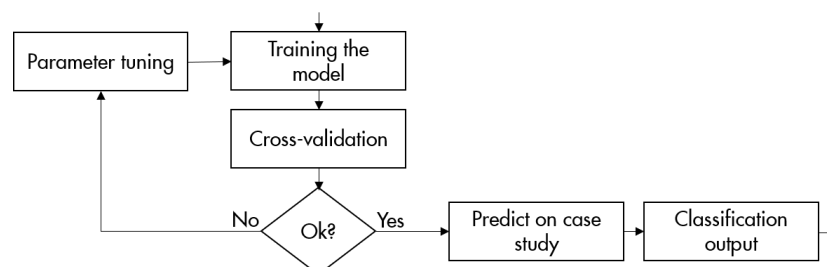 Parameter tuning
Training the
model
Cross-validation
No
Ok?
Yes
Predict on case
study
Classification
output